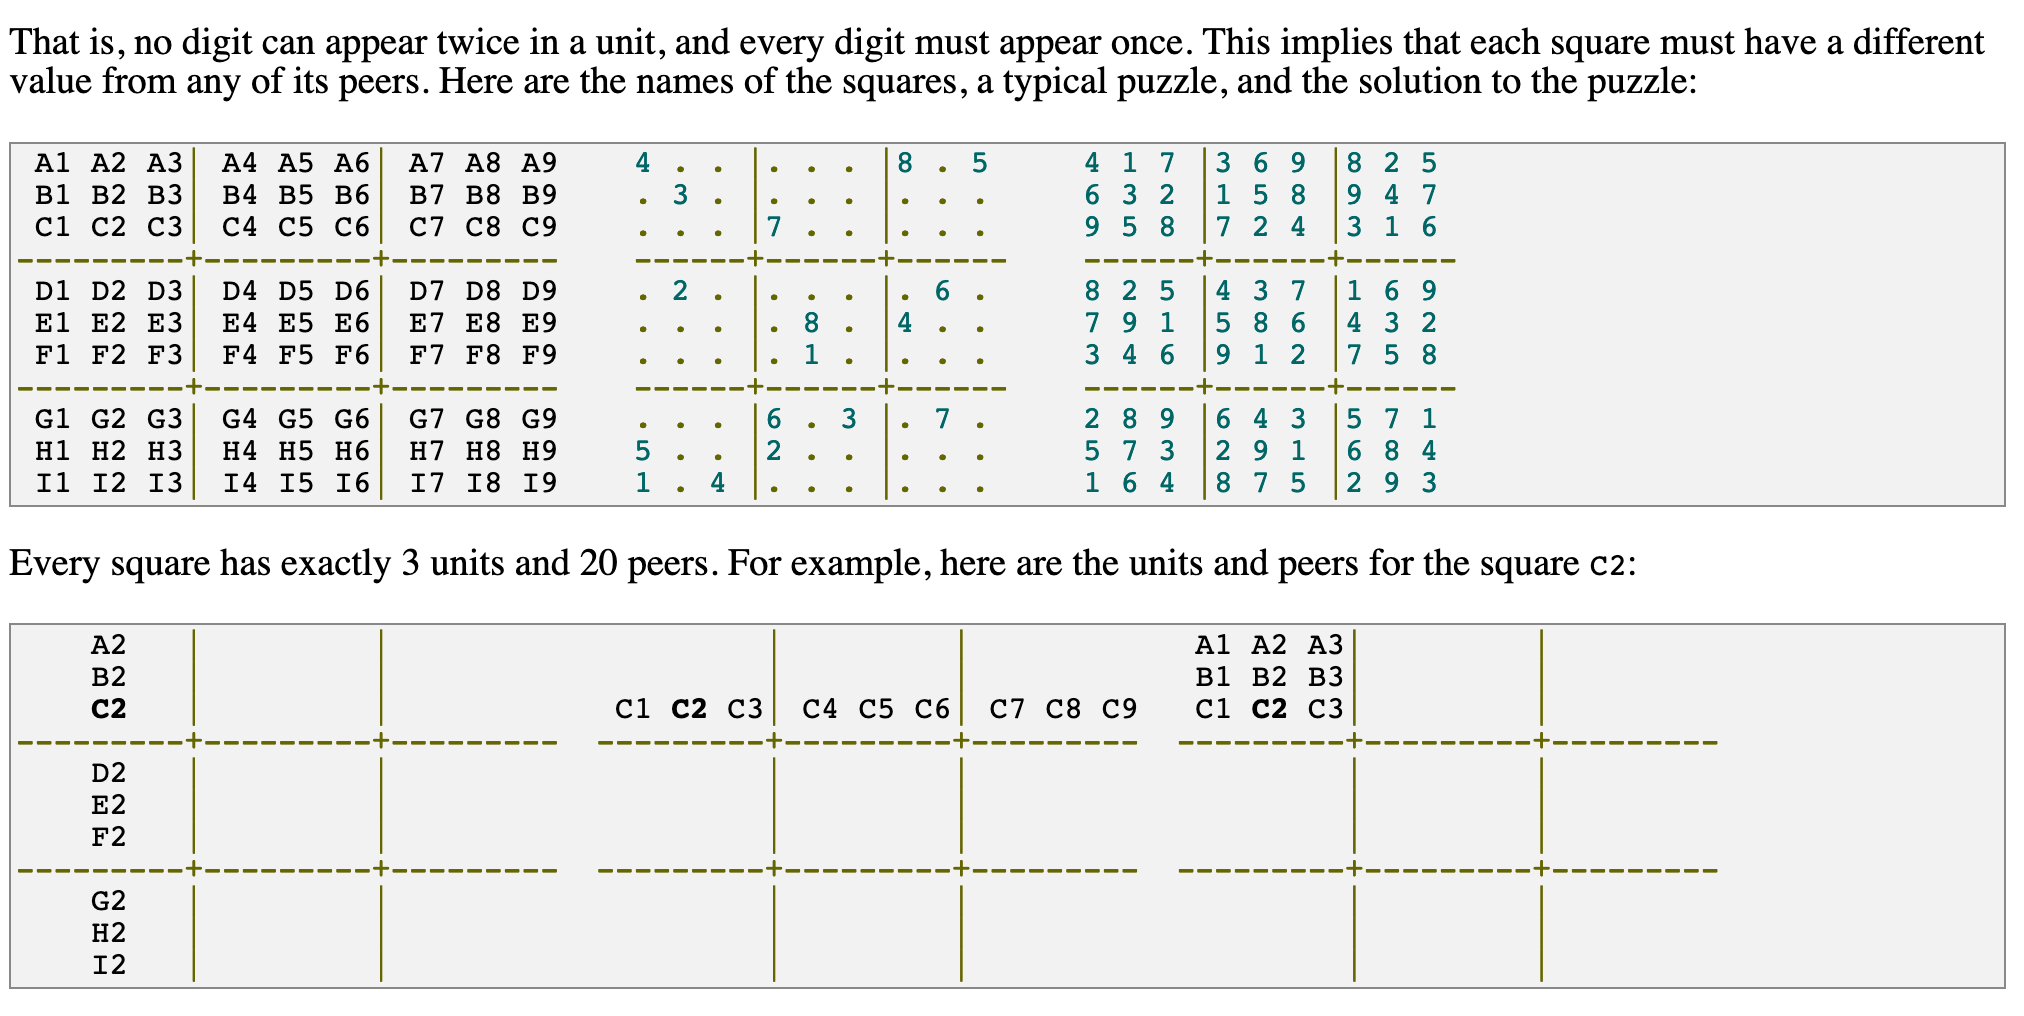 That is, no digit can appear twice in a unit, and every digit must appear once. This implies that each square must have a different
value from any of its peers. Here are the names of the squares, a typical puzzle, and the solution to the puzzle:
A1 A2 A3| A4 A5 A6| A7 A8 A9    4 . . |. . . |8 . 5     4 1 7 |3 6 9 |8 2 5
B1 B2 B3| B4 B5 B6| B7 B8 B9    . 3 . |. . . |. . .     6 3 2 |1 5 8 |9 4 7
C1 C2 C3| C4 C5 C6| C7 C8 C9    . . . |7 . . |. . .     9 5 8 |7 2 4 |3 1 6
---------+---------+---------    ------+------+------    ------+------+------
D1 D2 D3| D4 D5 D6| D7 D8 D9    . 2 . |. . . |. 6 .     8 2 5 |4 3 7 |1 6 9
E1 E2 E3| E4 E5 E6| E7 E8 E9    . . . |. 8 . |4 . .     7 9 1 |5 8 6 |4 3 2
F1 F2 F3| F4 F5 F6| F7 F8 F9    . . . |. 1 . |. . .     3 4 6 |9 1 2 |7 5 8
---------+---------+---------    ------+------+------    ------+------+------
G1 G2 G3| G4 G5 G6| G7 G8 G9    . . . |6 . 3 |. 7 .     2 8 9 |6 4 3 |5 7 1
H1 H2 H3| H4 H5 H6| H7 H8 H9    5 . . |2 . . |. . .     5 7 3 |2 9 1 |6 8 4
I1 I2 I3| I4 I5 I6| I7 I8 I9    1 . 4 |. . . |. . .     1 6 4 |8 7 5 |2 9 3
Every square has exactly 3 units and 20 peers. For example, here are the units and peers for the square C2:
   A2   |         |                     |         |             A1 A2 A3|         |
   B2   |         |                     |         |             B1 B2 B3|         |
   C2   |         |             C1 C2 C3| C4 C5 C6| C7 C8 C9    C1 C2 C3|         |
---------+---------+---------  ---------+---------+---------  ---------+---------+---------
   D2   |         |                     |         |                     |         |
   E2   |         |                     |         |                     |         |
   F2   |         |                     |         |                     |         |
---------+---------+---------  ---------+---------+---------  ---------+---------+---------
   G2   |         |                     |         |                     |         |
   H2   |         |                     |         |                     |         |
   I2   |         |                     |         |                     |         |